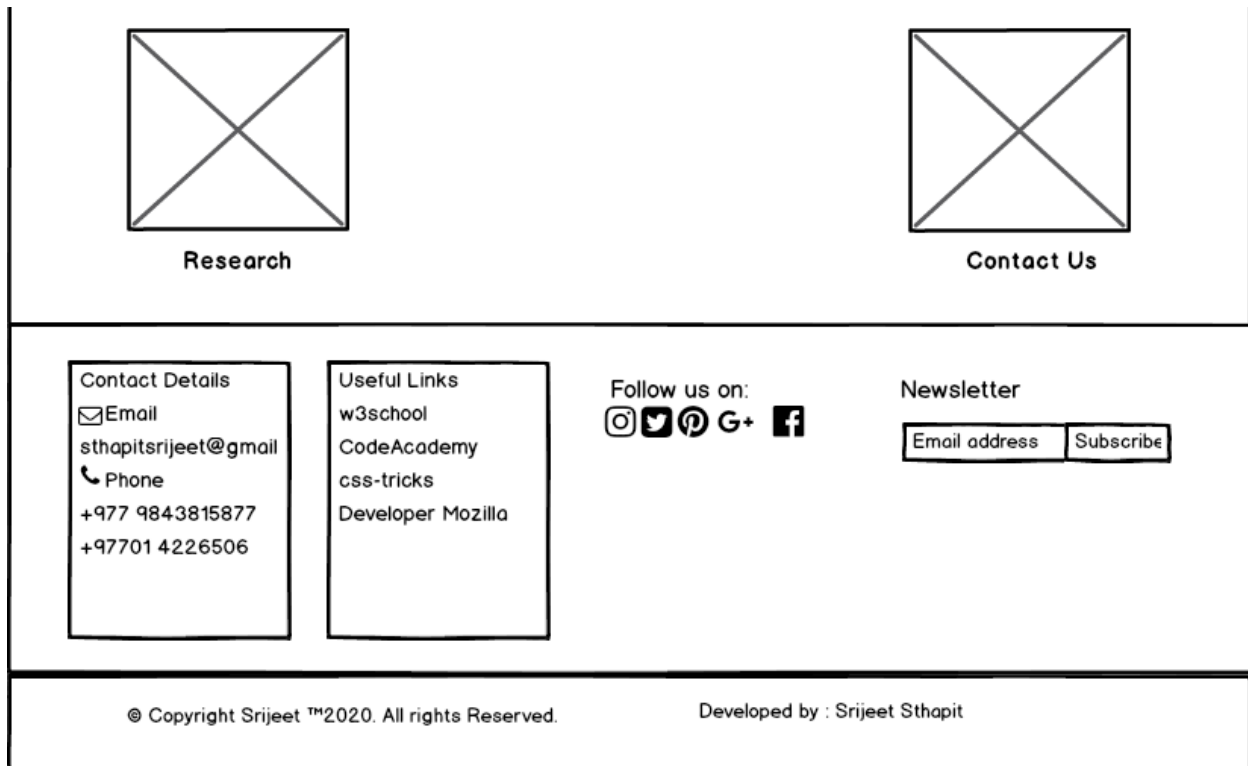 Research
Contact Us
Contact Details
Email
sthapitsrijeet@gmail
Phone
+977 9843815877
+97701 4226506
Useful Links
w3school
CodeAcademy
css-tricks
Developer Mozilla
Follow us on:
G+
Newsletter
Email address
Subscribe
© Copyright Srijeet ™2020. All rights Reserved.
Developed by : Srijeet Sthapit